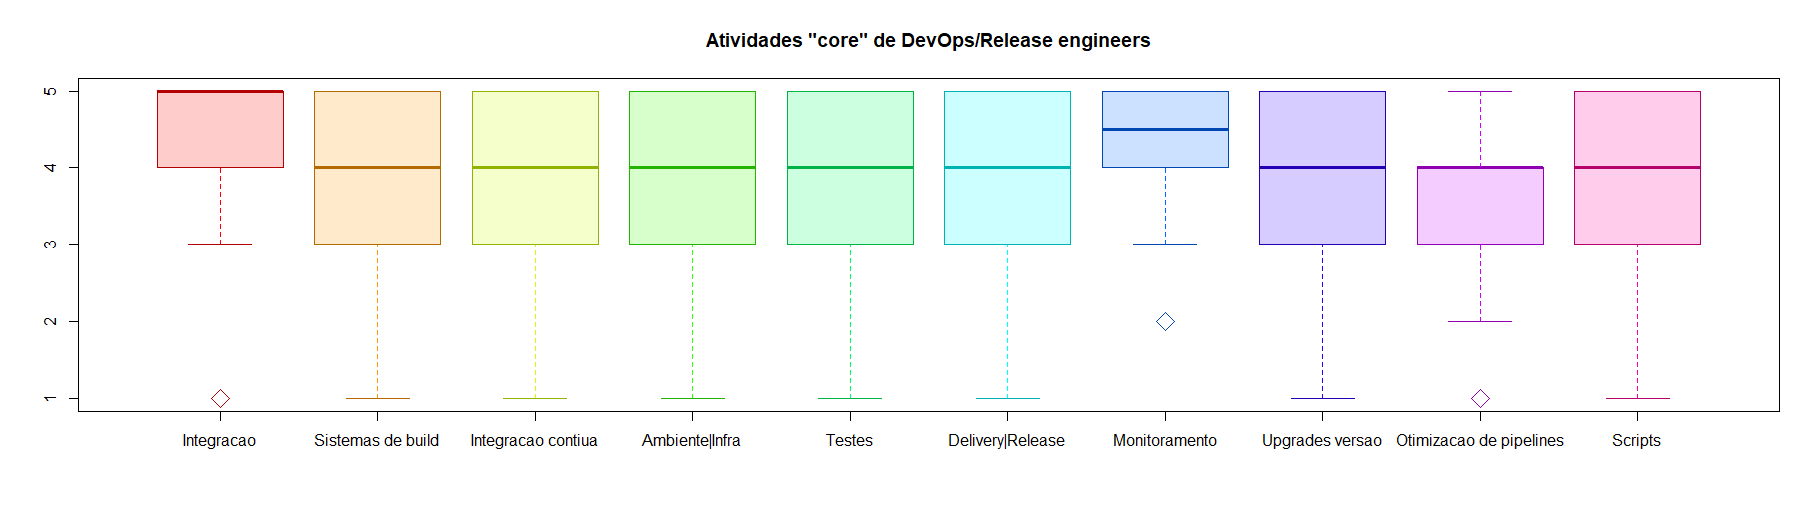 Atividades "core" de DevOps/Release engineers
5
4
3
2
1
Integracao Sistemas de build Integracao contiua Ambiente|Infra Testes Delivery|Release Monitoramento Upgrades versao Otimizacao de pipelines Scripts